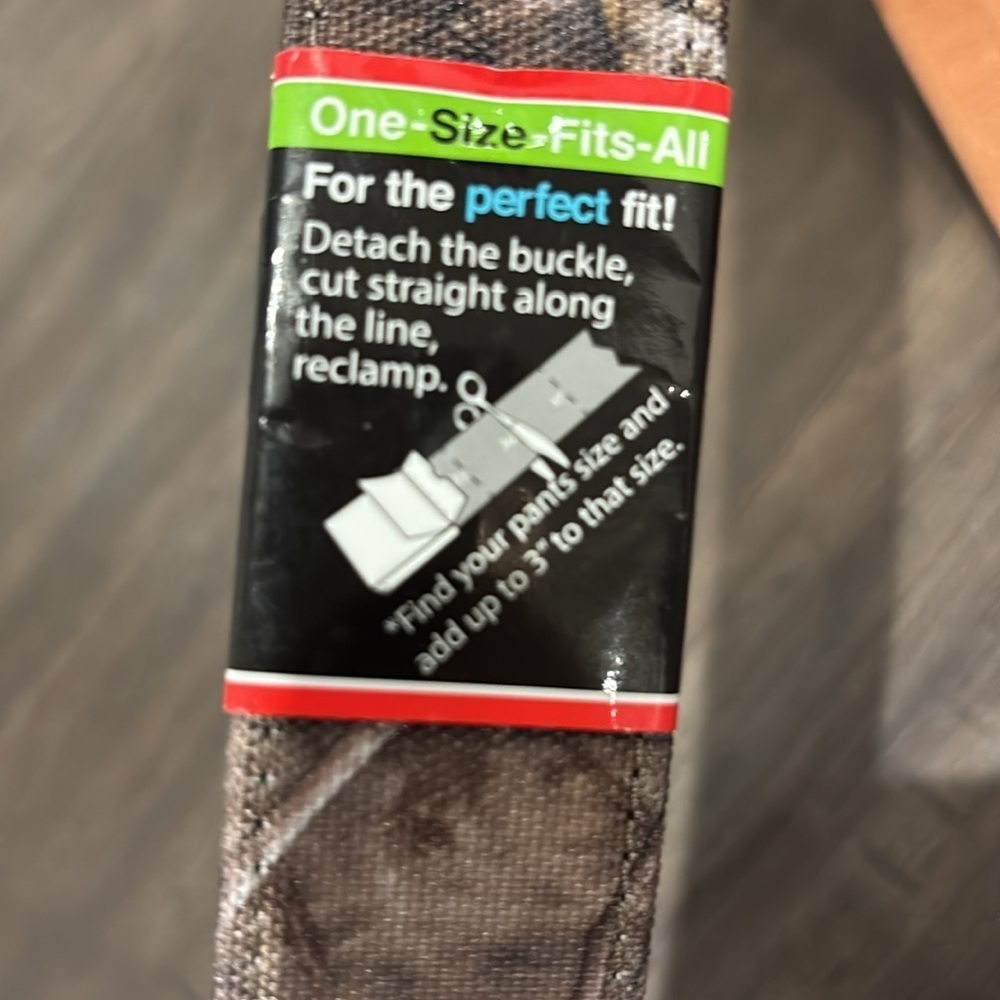 One-Size-Fits-All
For the perfect fit!
Detach the buckle,
cut straight along
the line,
reclamp.
*Find your pants size and
add up to 3" to that size.